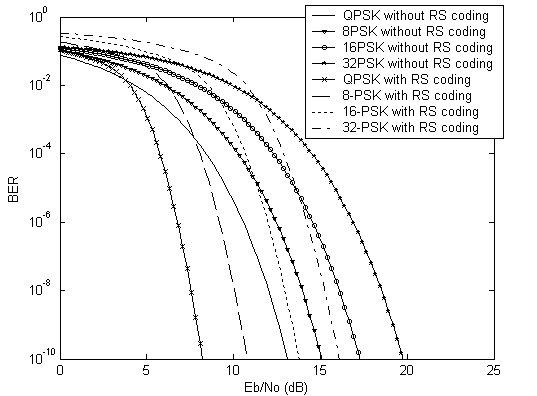 10^0
10^-2
10^-4
10^-6
10^-8
10^-10
BER
0
5
10
15
20
25
Eb/No (dB)
QPSK without RS coding
8PSK without RS coding
16PSK without RS coding
32PSK without RS coding
QPSK with RS coding
8-PSK with RS coding
16-PSK with RS coding
32-PSK with RS coding